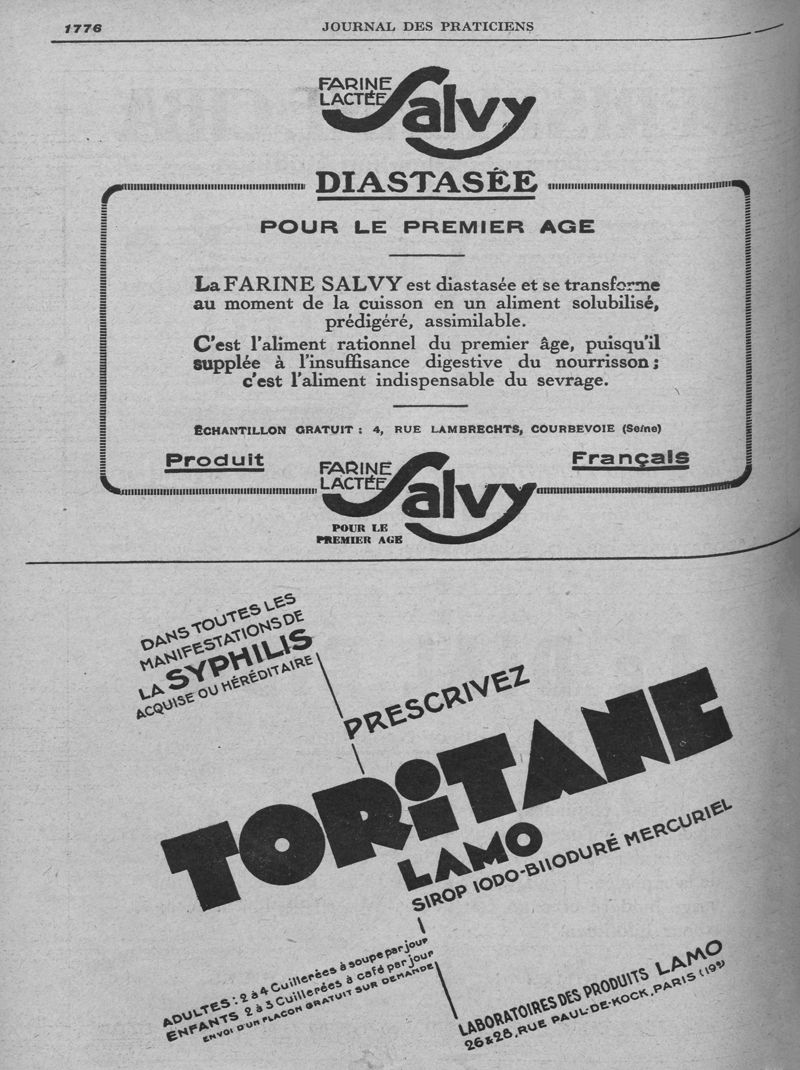 1776
JOURNAL DES PRATICIENS
FARINE
LACTÉE
Salvy
DIASTASÉE
POUR LE PREMIER AGE
La FARINE SALVY est diastasée et se transforme
au moment de la cuisson en un aliment solubilisé,
prédigéré, assimilable.
C'est l'aliment rationnel du premier âge, puisqu'il
supplée à l'insuffisance digestive du nourrisson ;
c'est l'aliment indispensable du sevrage.
ÉCHANTILLON GRATUIT : 4, RUE LAMBRECHTS, COURBEVOIE (Seine)
Produit
Français
FARINE
LACTÉE
Salvy
POUR LE
PREMIER AGE
DANS TOUTES LES
MANIFESTATIONS DE
LA SYPHILIS
ACQUISE OU HÉRÉDITAIRE
PRESCRIVEZ
TORiTANE
LAMO
SIROP IODO-BIIODURÉ MERCURIEL
ADULTES : 2 à 4 Cuillerées à soupe par jour
ENFANTS 2 à 3 Cuillerées à café par jour
ENVOI D'UN FLACON GRATUIT SUR DEMANDE
LABORATOIRES DES PRODUITS LAMO
26 & 28, RUE PAUL-DE-KOCK, PARIS (19e)